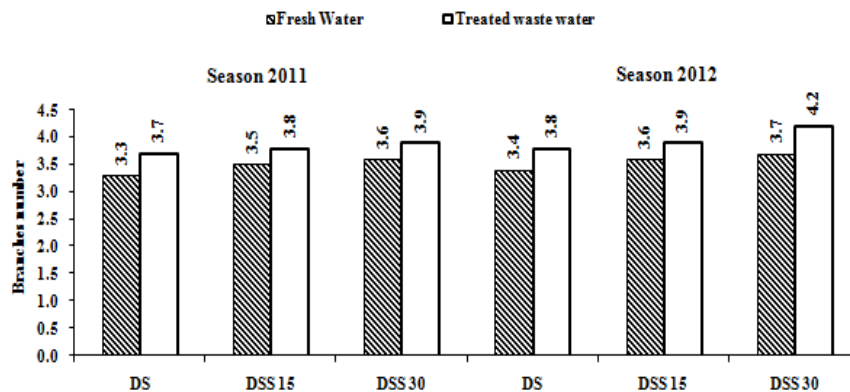 Fresh Water Treated waste water
Season 2011 Season 2012
Branches number
4.5
4.0
3.5
3.0
2.5
2.0
1.5
1.0
0.5
0.0
3.3 3.7 3.5 3.8 3.6 3.9 3.4 3.8 3.6 3.9 3.7 4.2
DS DSS 15 DSS 30 DS DSS 15 DSS 30